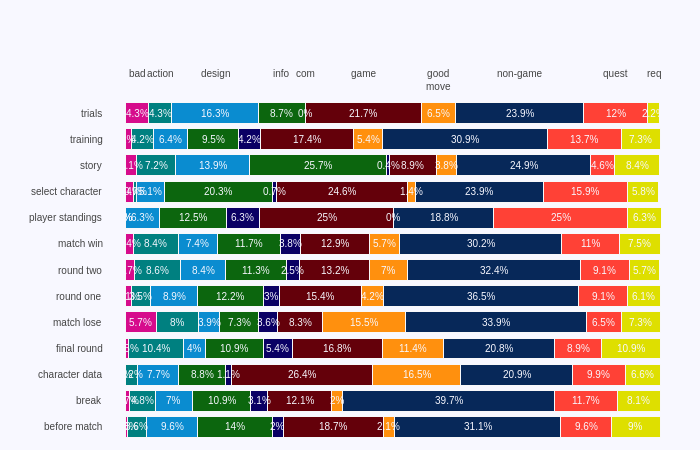 bad action design info com game good non-game quest req
move
trials 4.3% 4.3% 16.3% 8.7% 0% 21.7% 6.5% 23.9% 12% 2.2%
training 4.2% 6.4% 9.5% 4.2% 17.4% 5.4% 30.9% 13.7% 7.3%
story 7.2% 13.9% 25.7% 8.9% 3.8% 24.9% 4.6% 8.4%
select character 20.3% 0.7% 24.6% 1.4% 23.9% 15.9% 5.8%
player standings 6.3% 12.5% 6.3% 25% 0% 18.8% 25% 6.3%
match win 8.4% 7.4% 11.7% 3.8% 12.9% 5.7% 30.2% 11% 7.5%
round two 8.6% 8.4% 11.3% 2.5% 13.2% 7% 32.4% 9.1% 5.7%
round one 8.9% 12.2% 3% 15.4% 4.2% 36.5% 9.1% 6.1%
match lose 5.7% 8% 3.9% 7.3% 3.6% 8.3% 15.5% 33.9% 6.5% 7.3%
final round 10.4% 4% 10.9% 5.4% 16.8% 11.4% 20.8% 8.9% 10.9%
character data 7.7% 8.8% 1.1% 26.4% 16.5% 20.9% 9.9% 6.6%
break 4.8% 7% 10.9% 3.1% 12.1% 2% 39.7% 11.7% 8.1%
before match 9.6% 14% 2% 18.7% 2.1% 31.1% 9.6% 9%